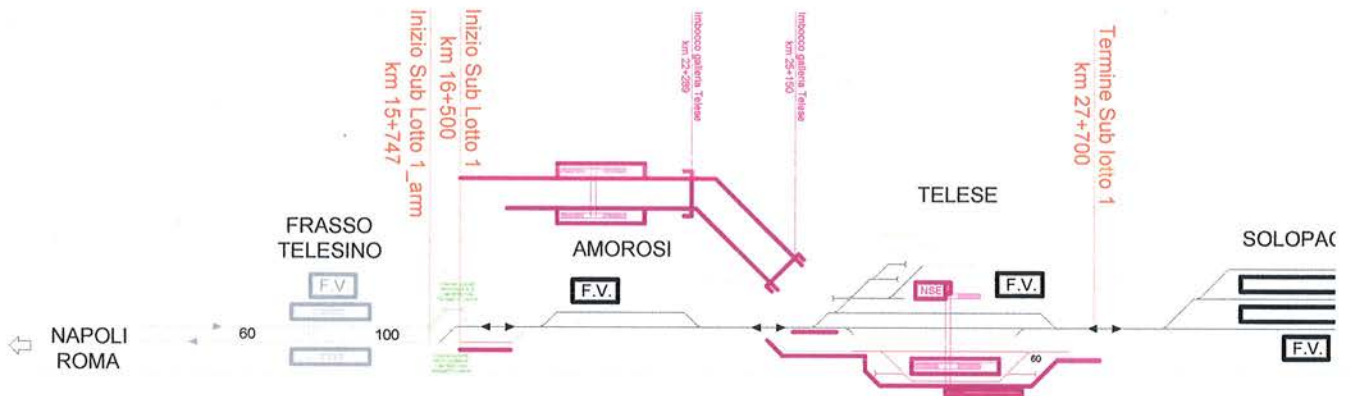 Inizio Sub Lotto 1_arm
km 15+747
Inizio Sub Lotto 1
km 16+500
Imbocco galleria Telese
km 22+289
Imbocco galleria Telese
km 25+150
Termine Sub lotto 1
km 27+700
FRASSO
TELESINO
AMOROSI
TELESE
SOLOPAC
F.V
F.V.
NSE
F.V.
F.V.
NAPOLI
ROMA
60
100
60